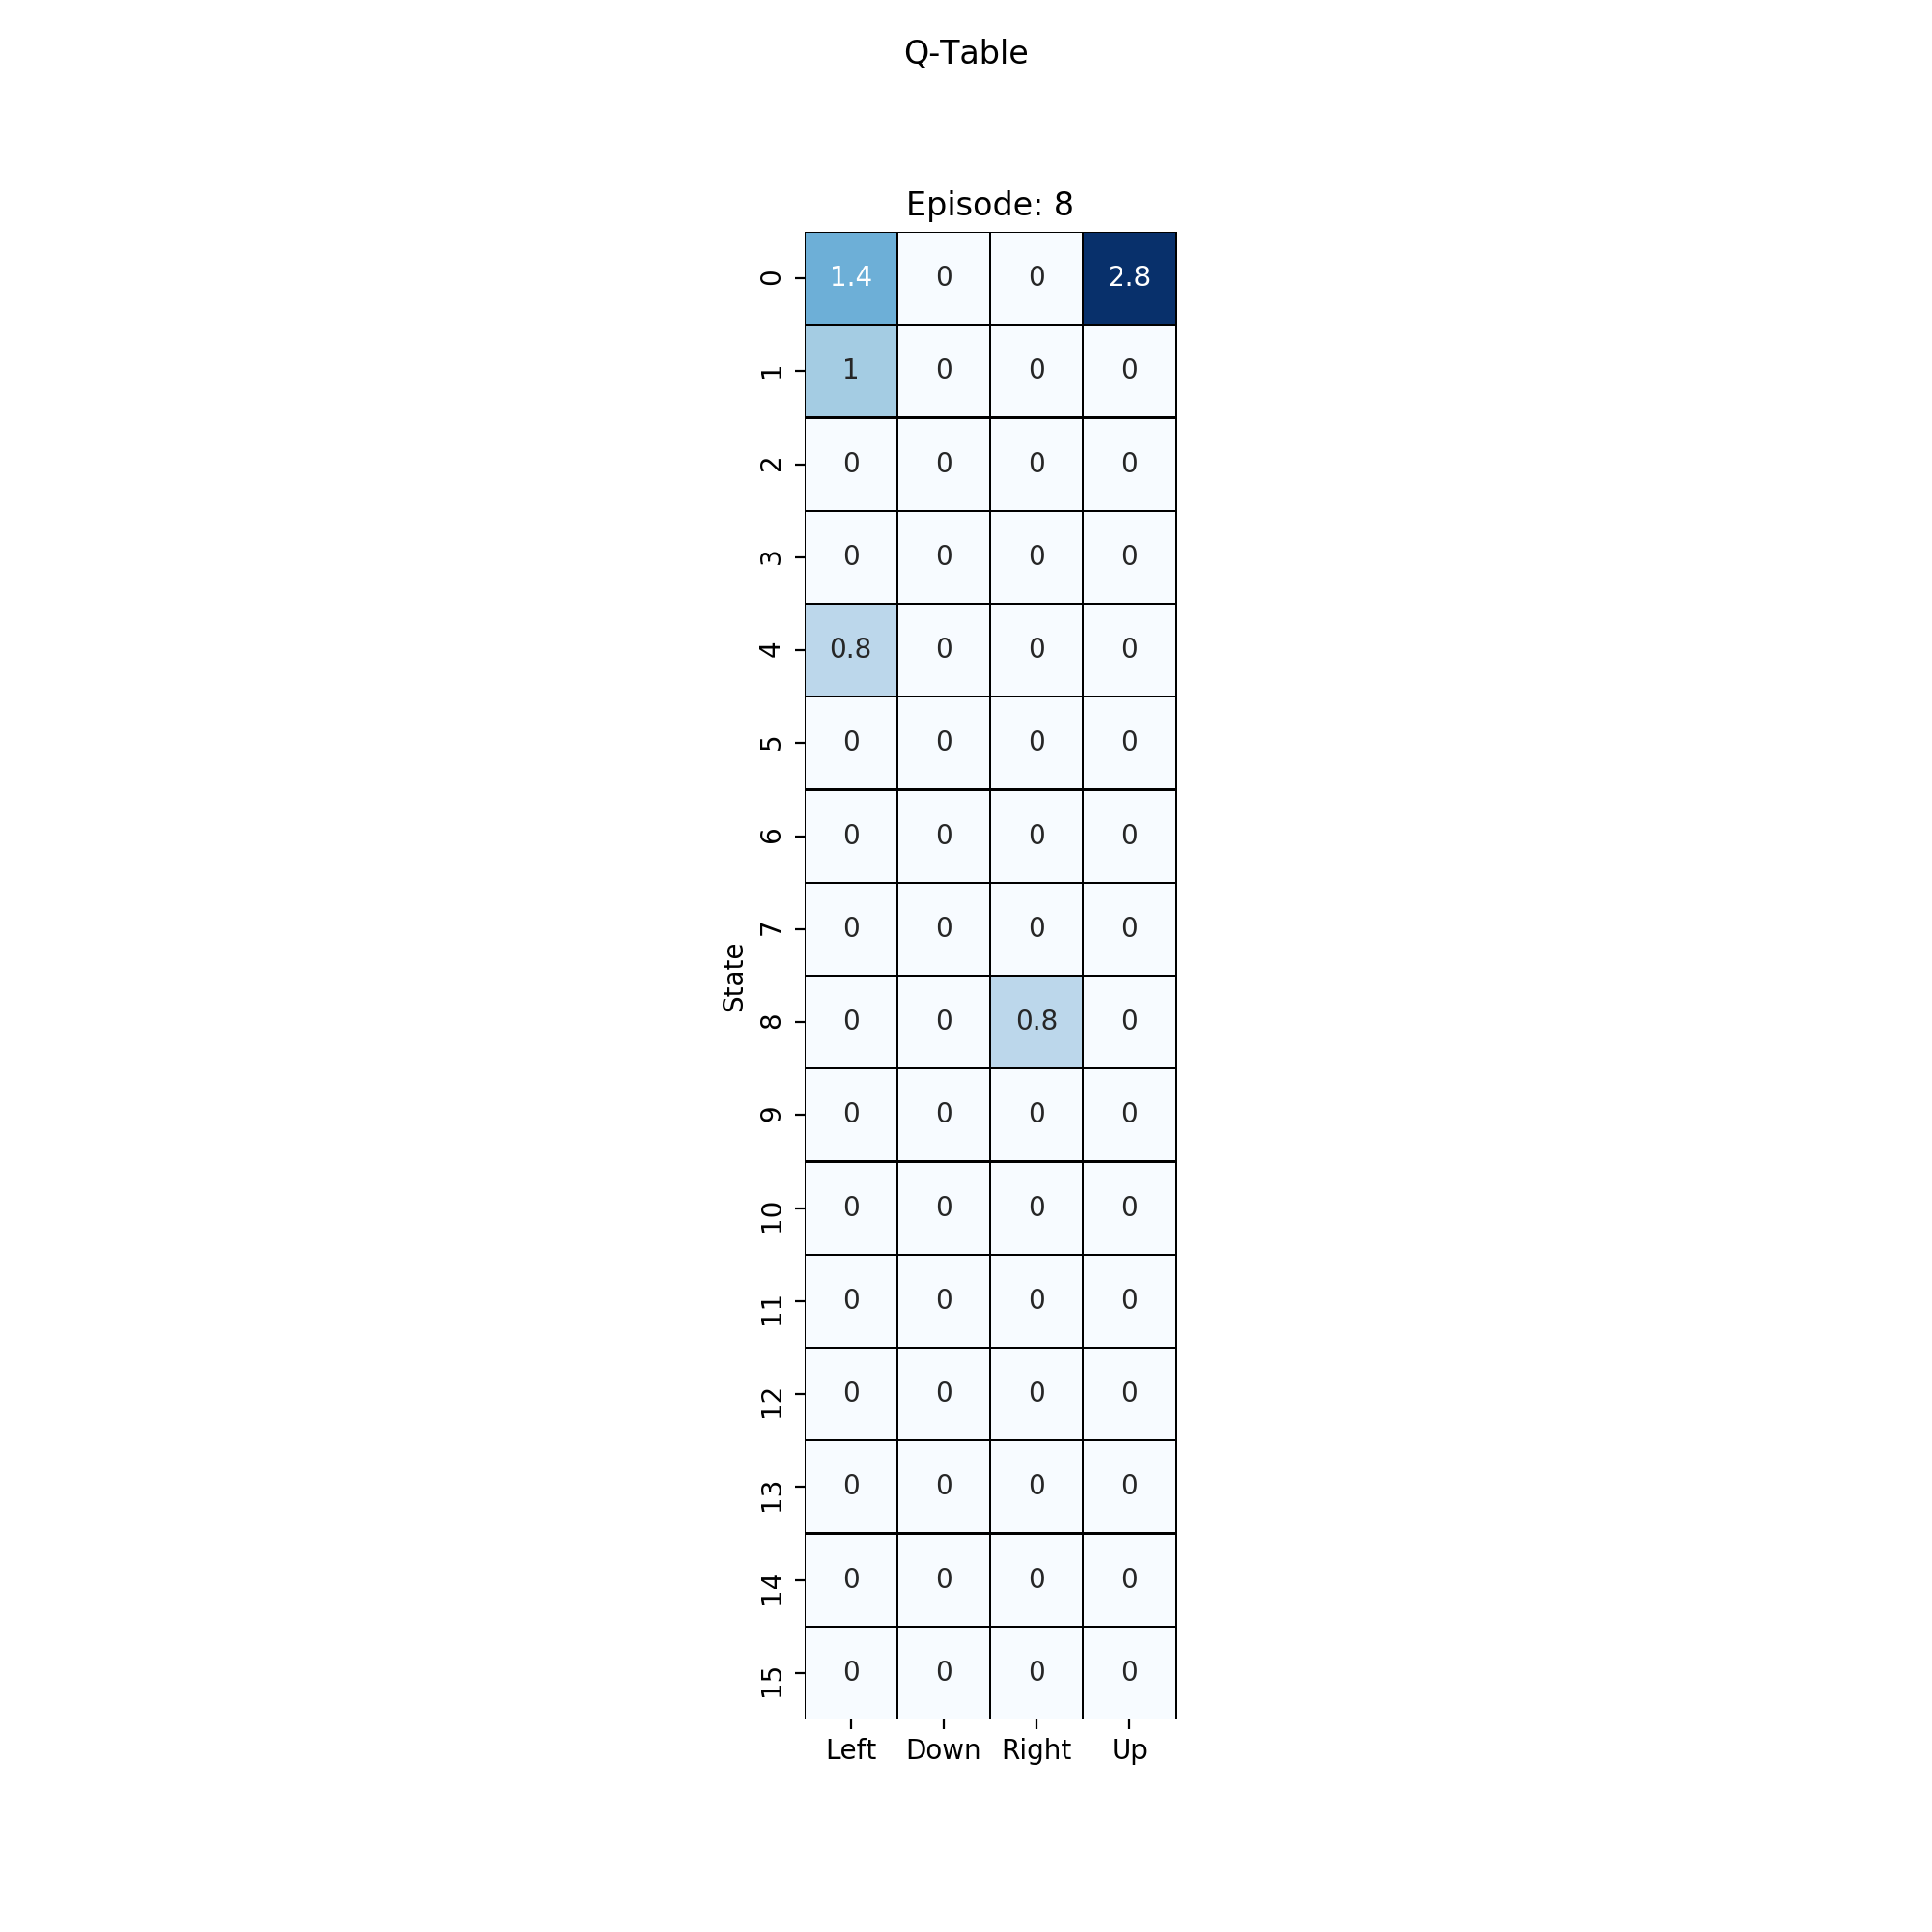 Q-Table
Episode: 8
0 1.4 0 0 2.8
1 1 0 0 0
2 0 0 0 0
3 0 0 0 0
4 0.8 0 0 0
5 0 0 0 0
6 0 0 0 0
7 0 0 0 0
State
8 0 0 0.8 0
9 0 0 0 0
10 0 0 0 0
11 0 0 0 0
12 0 0 0 0
13 0 0 0 0
14 0 0 0 0
15 0 0 0 0
Left Down Right Up